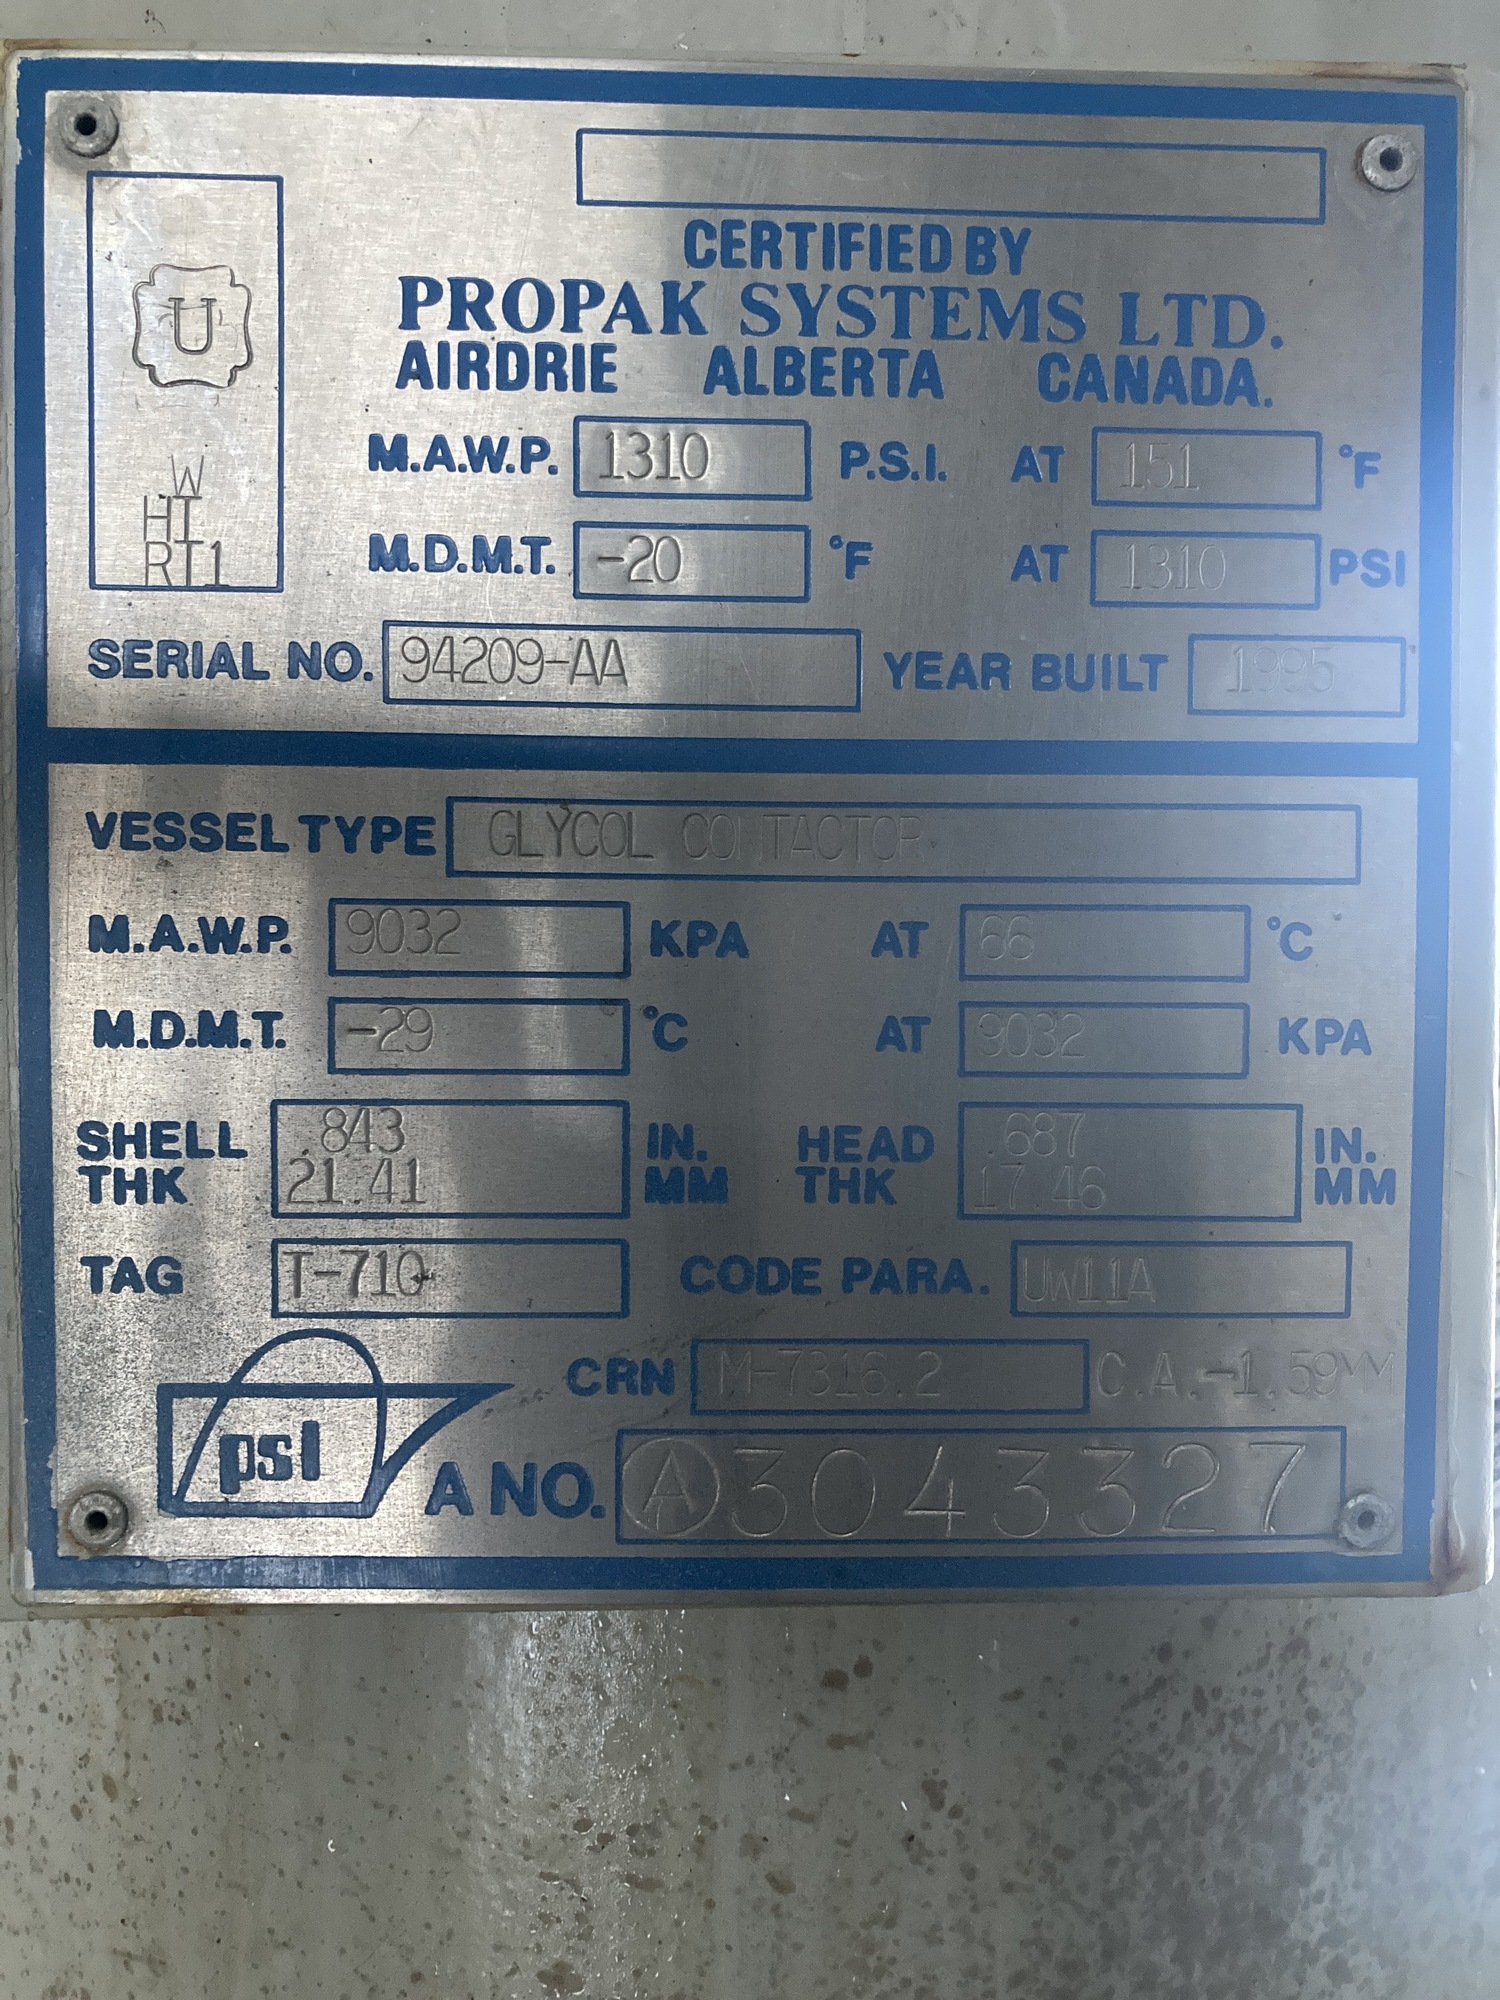 CERTIFIED BY
PROPAK SYSTEMS LTD.
AIRDRIE ALBERTA CANADA.
U
W
HT
RT1
M.A.W.P. 1310 P.S.I. AT 151 °F
M.D.M.T. -20 °F AT 1310 PSI
SERIAL NO. 94209-AA YEAR BUILT 1995
VESSEL TYPE GLYCOL CONTACTOR
M.A.W.P. 9032 KPA AT 66 °C
M.D.M.T. -29 °C AT 9032 KPA
SHELL THK .843 IN. HEAD THK .687 IN.
21.41 MM 17.46 MM
TAG T-710 CODE PARA. UW11A
CRN M-7316.2 C.A.-1.59MM
psl A NO. A3043327